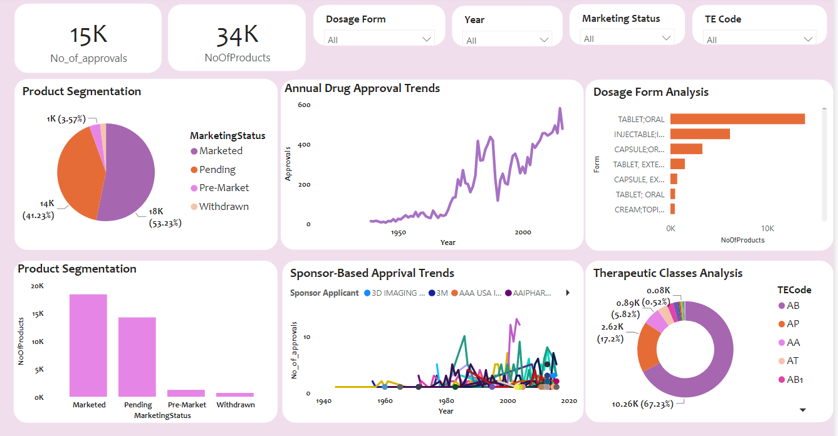 15K
No_of_approvals
34K
NoOfProducts
Dosage Form
All
Year
All
Marketing Status
All
TE Code
All
Product Segmentation
1K (3.57%)
14K
(41.23%)
18K
(53.23%)
MarketingStatus
Marketed
Pending
Pre-Market
Withdrawn
Annual Drug Approval Trends
Approvals
600
400
200
0
1950
2000
Year
Dosage Form Analysis
Form
TABLET;ORAL
INJECTABLE;I...
CAPSULE;OR...
TABLET, EXTE...
CAPSULE, EX...
TABLET; ORAL
CREAM;TOPI...
0K
10K
NoOfProducts
Product Segmentation
NoOfProducts
20K
15K
10K
5K
0K
Marketed
Pending
Pre-Market
Withdrawn
MarketingStatus
Sponsor-Based Apprival Trends
Sponsor Applicant
3D IMAGING ...
3M
AAA USA I...
AAIPHAR...
No_of_approvals
10
0
1940
1960
1980
2000
2020
Year
Therapeutic Classes Analysis
0.08K
(0.52%)
0.89K
(5.82%)
2.62K
(17.2%)
10.26K (67.23%)
TECode
AB
AP
AA
AT
AB1